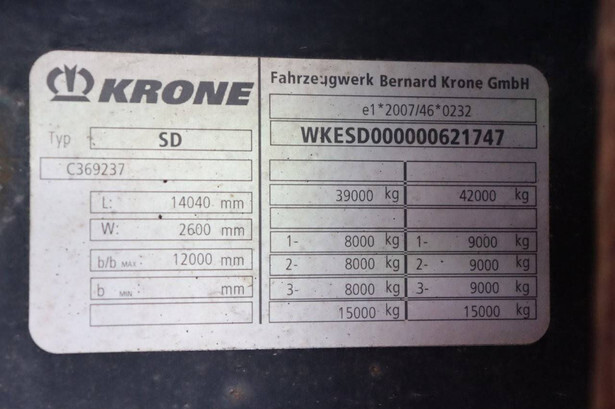 KRONE
Typ SD
C369237
L: 14040 mm
W: 2600 mm
b/b MAX: 12000 mm
b MIN: mm
Fahrzeugwerk Bernard Krone GmbH
e1*2007/46*0232
WKESD000000621747
39000 kg 42000 kg
1- 8000 kg 1- 9000 kg
2- 8000 kg 2- 9000 kg
3- 8000 kg 3- 9000 kg
15000 kg 15000 kg